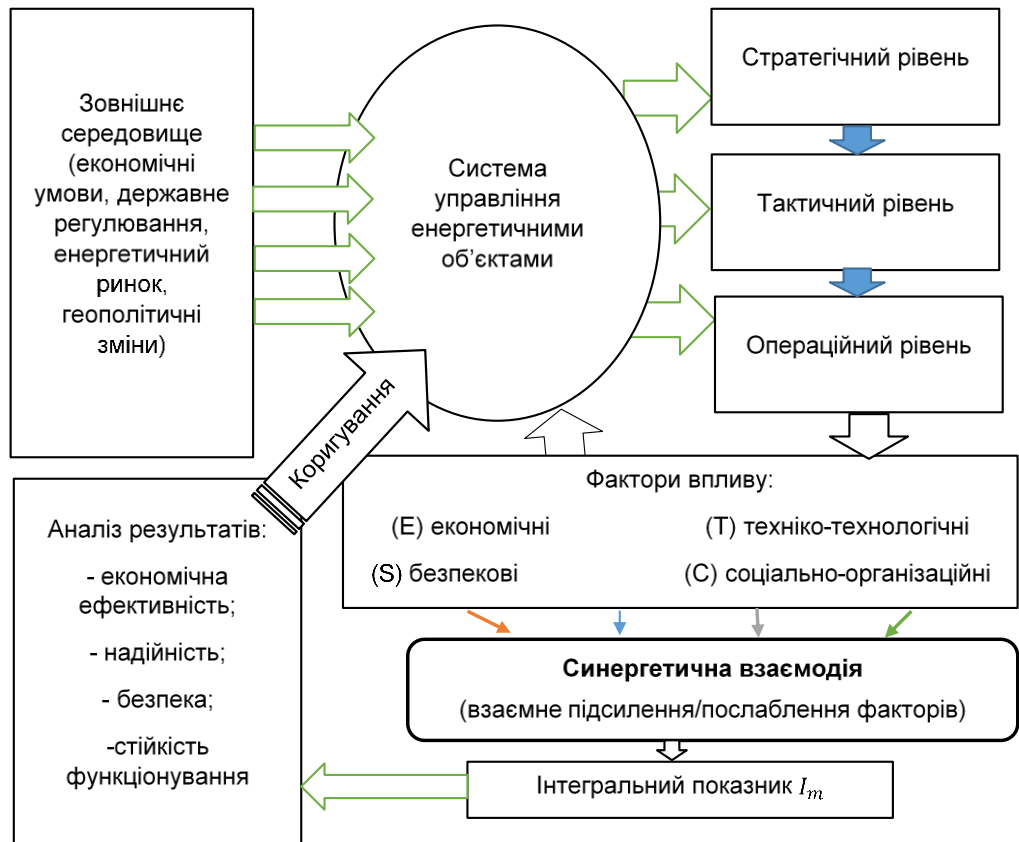 Зовнішнє
середовище
(економічні
умови, державне
регулювання,
енергетичний
ринок,
геополітичні
зміни)
Система
управління
енергетичними
об’єктами
Стратегічний рівень
Тактичний рівень
Операційний рівень
Коригування
Фактори впливу:
(Е) економічні
(Т) техніко-технологічні
(S) безпекові
(С) соціально-організаційні
Синергетична взаємодія
(взаємне підсилення/послаблення факторів)
Інтегральний показник I_m
Аналіз результатів:
- економічна
ефективність;
- надійність;
- безпека;
-стійкість
функціонування